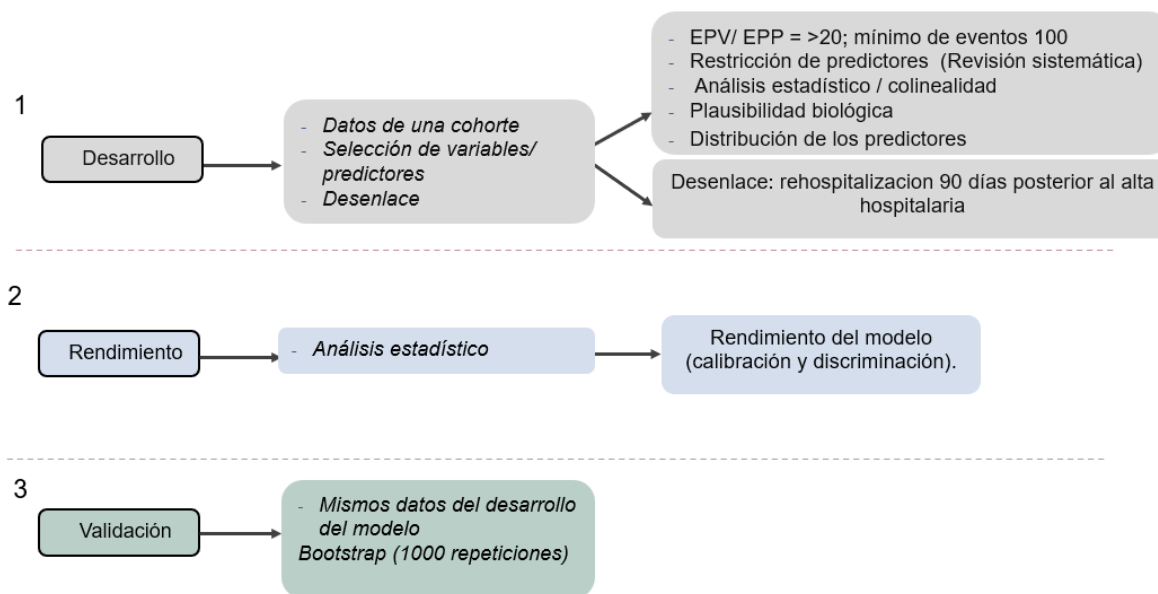 1
Desarrollo
- Datos de una cohorte
- Selección de variables/
predictores
- Desenlace
- EPV/ EPP = >20; mínimo de eventos 100
- Restricción de predictores (Revisión sistemática)
- Análisis estadístico / colinealidad
- Plausibilidad biológica
- Distribución de los predictores
Desenlace: rehospitalizacion 90 días posterior al alta
hospitalaria
2
Rendimiento
- Análisis estadístico
Rendimiento del modelo
(calibración y discriminación).
3
Validación
- Mismos datos del desarrollo
del modelo
Bootstrap (1000 repeticiones)